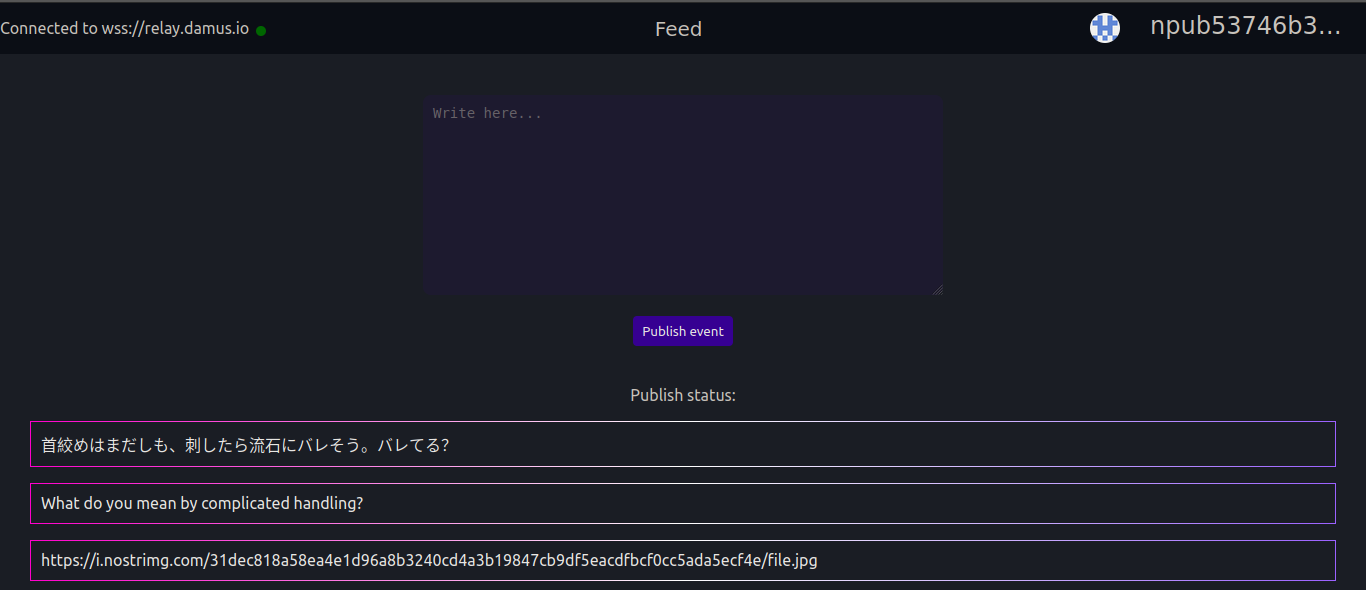 Connected to wss://relay.damus.io
Feed
npub53746b3...
Write here...
Publish event
Publish status:
首絞めはまだしも、刺したら流石にバレそう。バレてる?
What do you mean by complicated handling?
https://i.nostrimg.com/31dec818a58ea4e1d96a8b3240cd4a3b19847cb9df5eacdfbcf0cc5ada5ecf4e/file.jpg